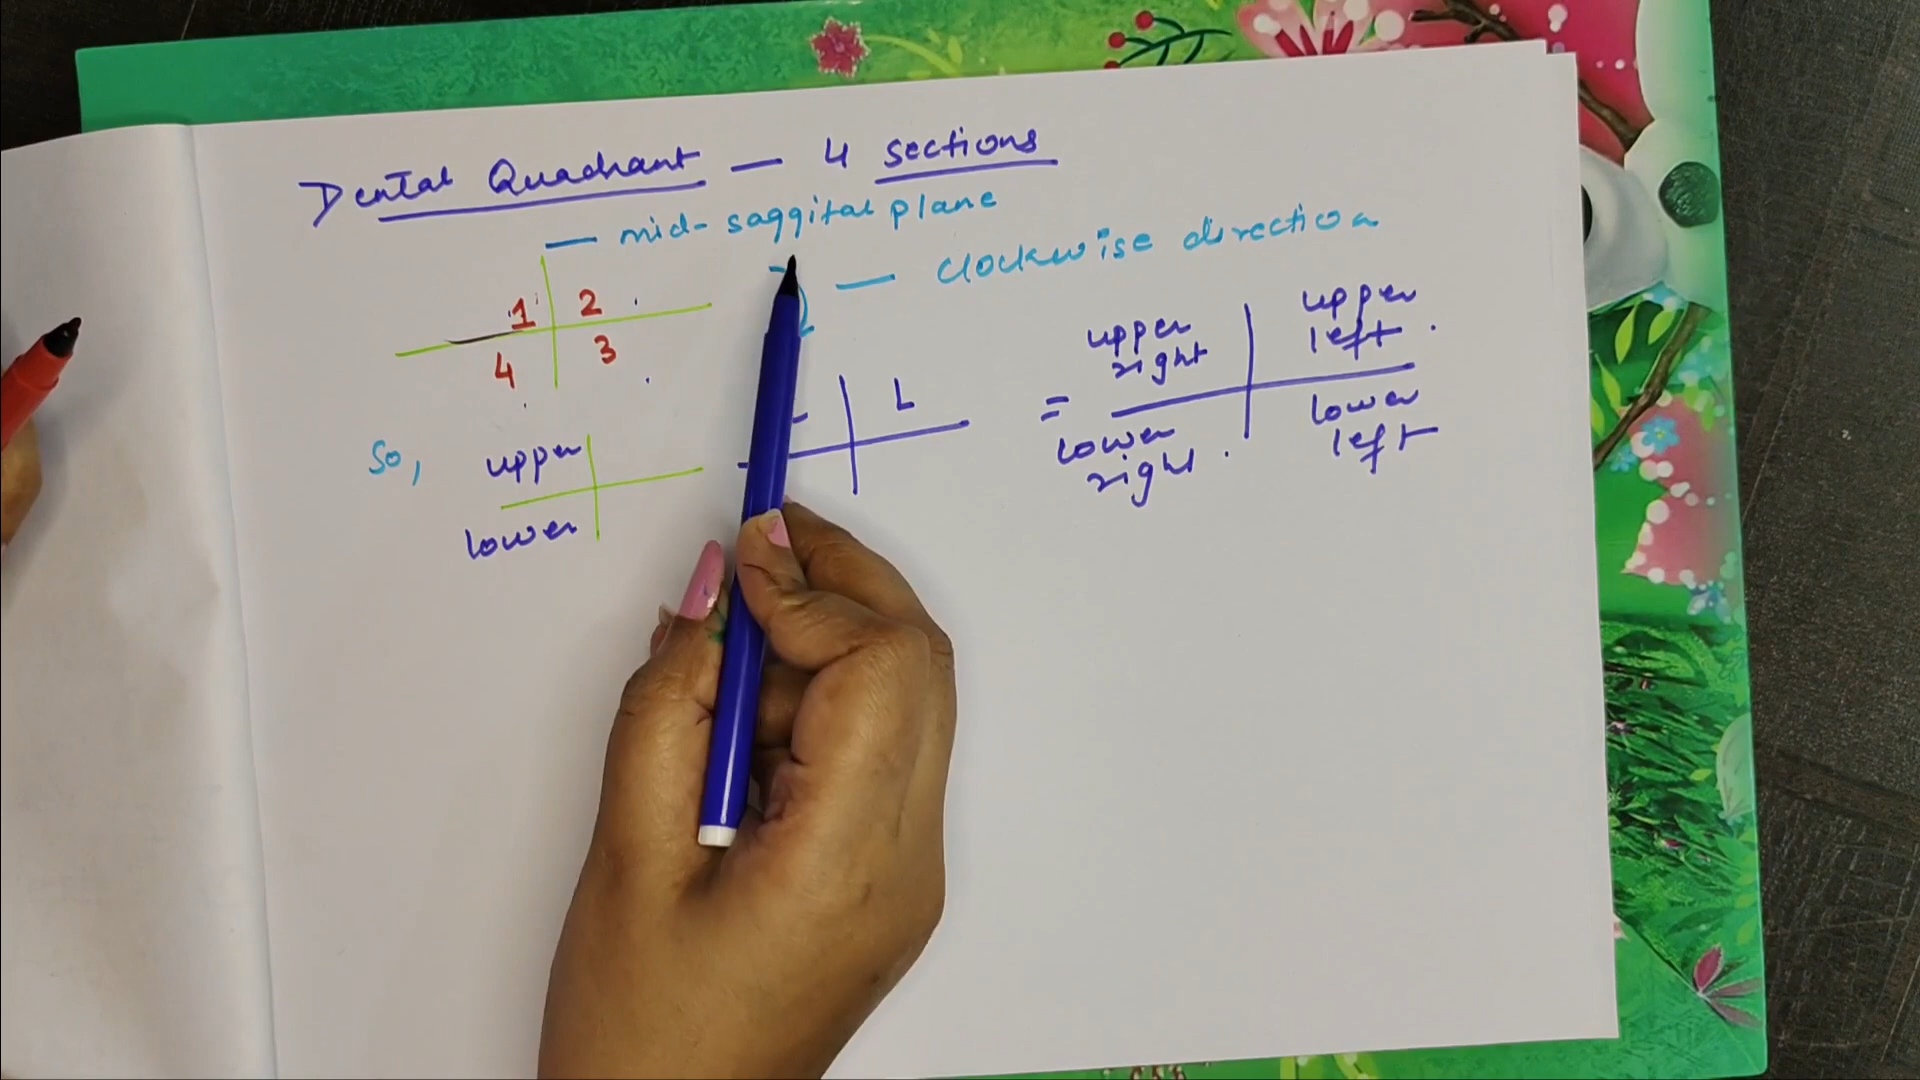 Dental Quadrant — 4 sections
— mid-saggital plane
— clockwise direction
1 2
4 3
So,
upper
lower
L
=
upper right
upper left.
lower right.
lower left